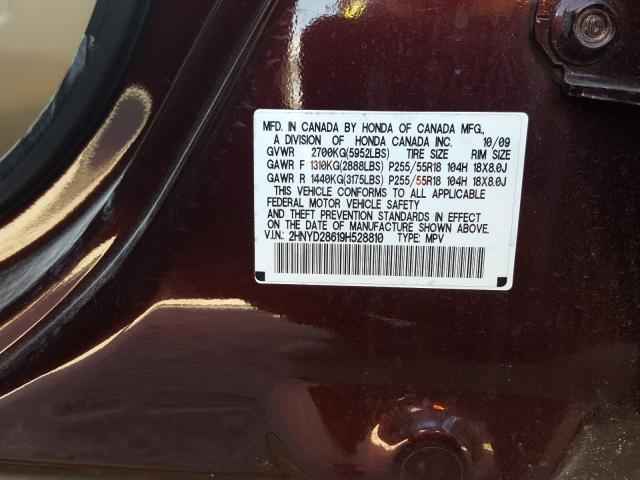 MFD. IN CANADA BY HONDA OF CANADA MFG.,
A DIVISION OF HONDA CANADA INC. 10/09
GVWR 2700KG(5952LBS) TIRE SIZE RIM SIZE
GAWR F 1310KG(2888LBS) P255/55R18 104H 18X8.0J
GAWR R 1440KG(3175LBS) P255/55R18 104H 18X8.0J
THIS VEHICLE CONFORMS TO ALL APPLICABLE
FEDERAL MOTOR VEHICLE SAFETY
AND THEFT PREVENTION STANDARDS IN EFFECT
ON THE DATE OF MANUFACTURE SHOWN ABOVE.
V.I.N.: 2HNYD28619H528810 TYPE: MPV